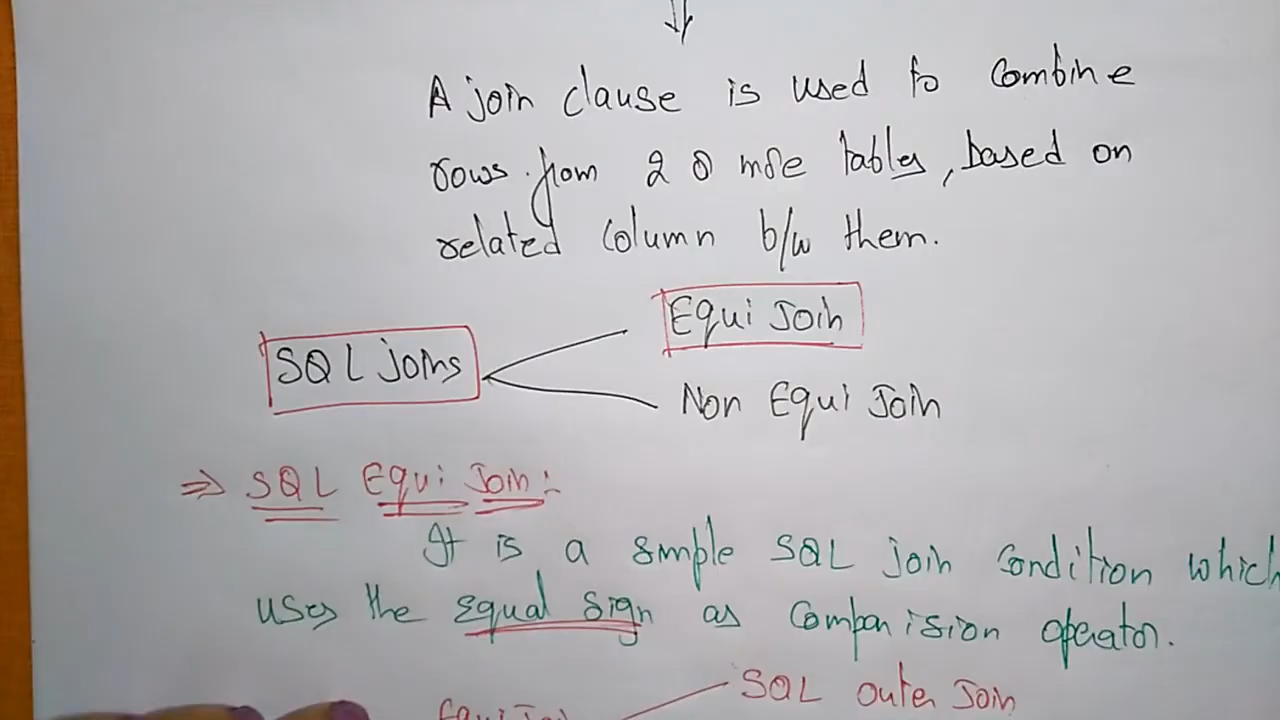 A join clause is used to combine
rows from 2 or more tables, based on
related column b/w them.
Equi Join
SQL joins
Non Equi Join
⇒ SQL Equi Join:-
It is a simple SQL join condition which
uses the equal sign as comparision operator.
SQL outer Join
Equi Join